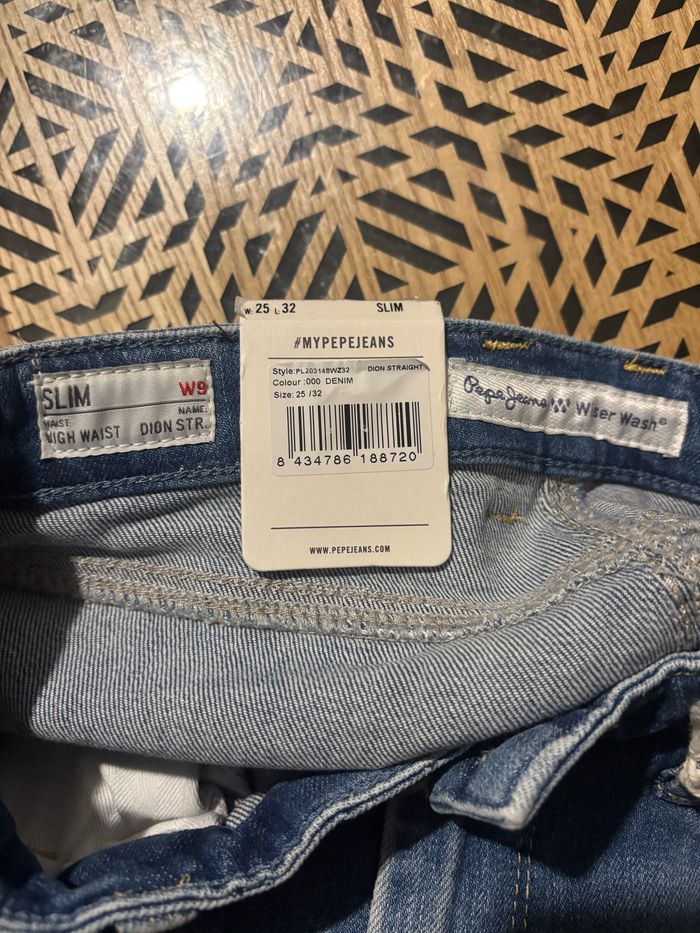 W: 25 L: 32 SLIM
#MYPEPEJEANS
Style:PL203148WZ32 DION STRAIGHT
Colour :000 DENIM
Size: 25 /32
8 434786 188720
WWW.PEPEJEANS.COM
SLIM W9
WAIST: NAME:
HIGH WAIST DION STR.
Pepe Jeans Wiser Wash®